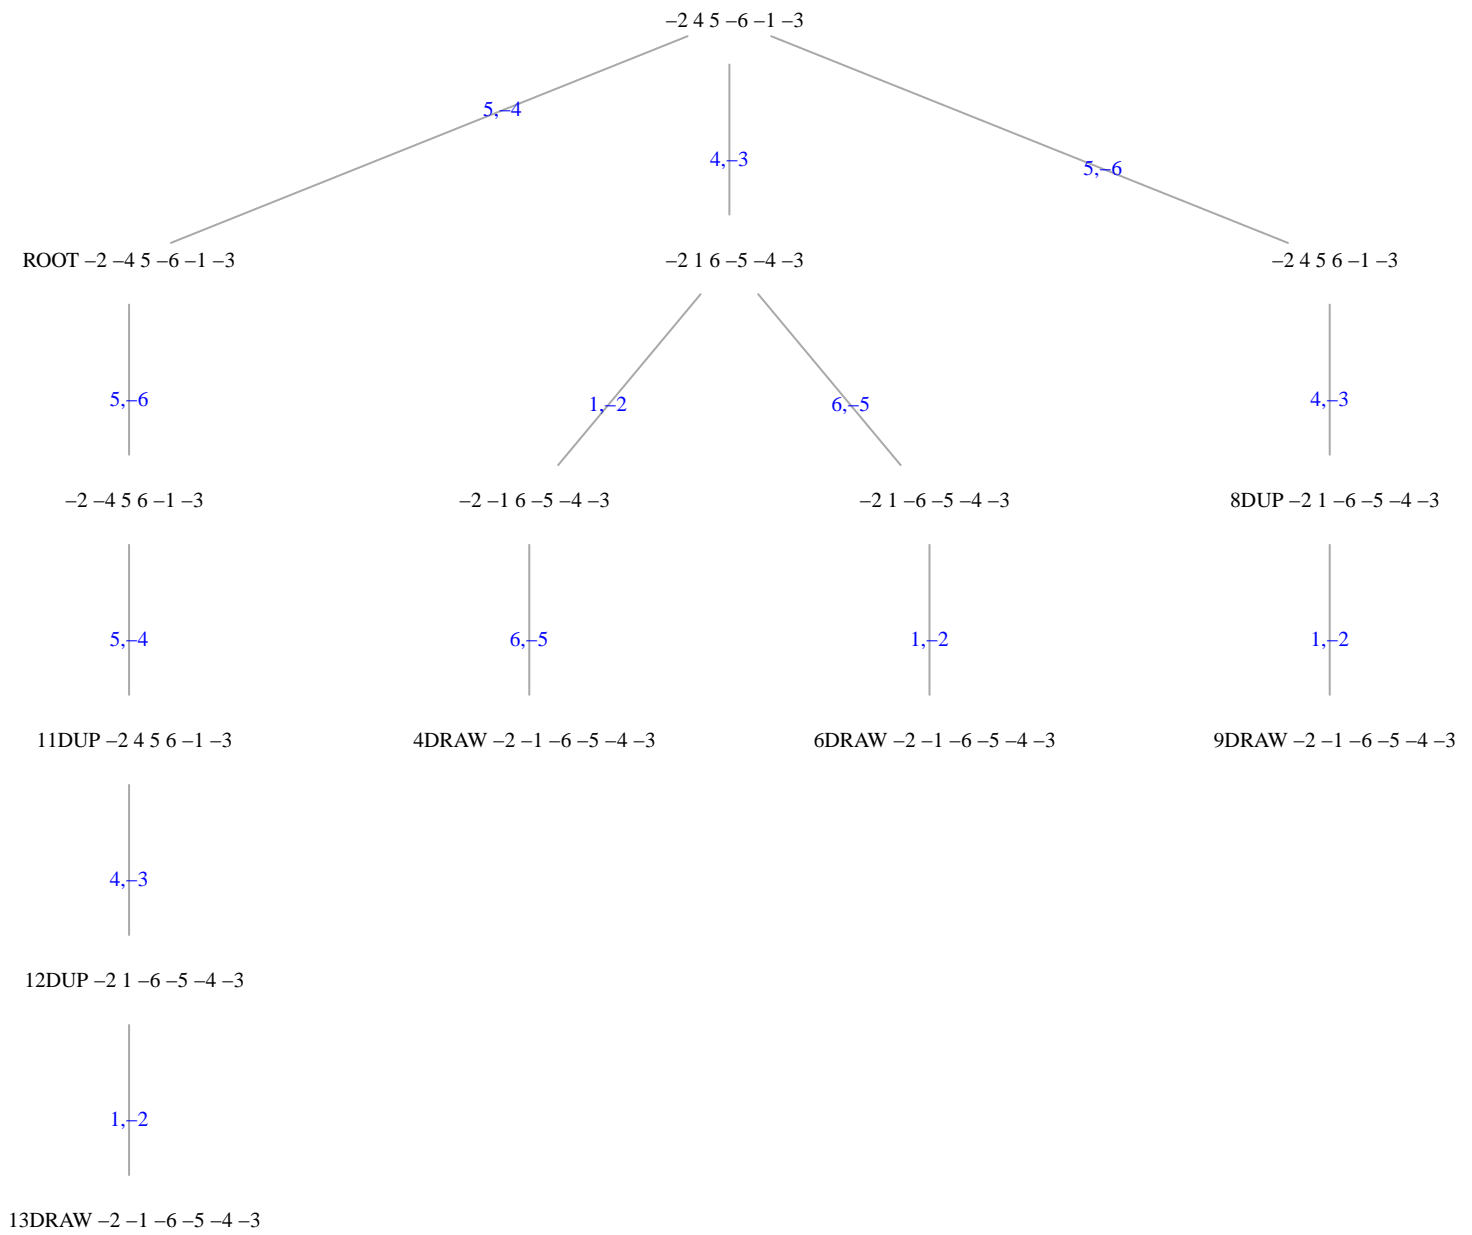 –2 4 5 –6 –1 –3
5,–4
4,–3
5,–6
ROOT –2 –4 5 –6 –1 –3
–2 1 6 –5 –4 –3
–2 4 5 6 –1 –3
5,–6
1,–2
6,–5
4,–3
–2 –4 5 6 –1 –3
–2 –1 6 –5 –4 –3
–2 1 –6 –5 –4 –3
8DUP –2 1 –6 –5 –4 –3
5,–4
6,–5
1,–2
1,–2
11DUP –2 4 5 6 –1 –3
4DRAW –2 –1 –6 –5 –4 –3
6DRAW –2 –1 –6 –5 –4 –3
9DRAW –2 –1 –6 –5 –4 –3
4,–3
12DUP –2 1 –6 –5 –4 –3
1,–2
13DRAW –2 –1 –6 –5 –4 –3